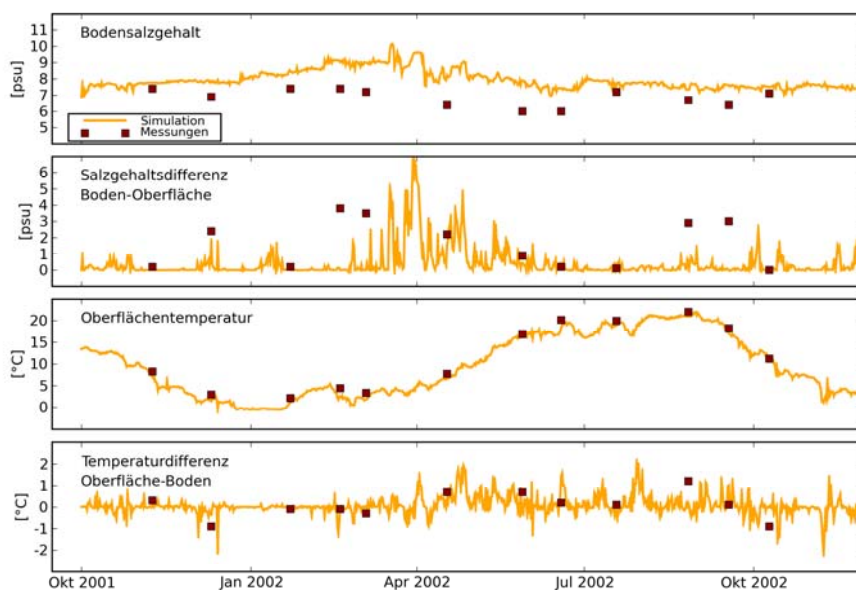 Bodensalzgehalt
[psu]
11
10
9
8
7
6
5
Simulation
Messungen
Salzgehaltsdifferenz
Boden-Oberfläche
[psu]
6
5
4
3
2
1
0
Oberflächentemperatur
[°C]
20
15
10
5
0
Temperaturdifferenz
Oberfläche-Boden
[°C]
2
1
0
-1
-2
Okt 2001 Jan 2002 Apr 2002 Jul 2002 Okt 2002